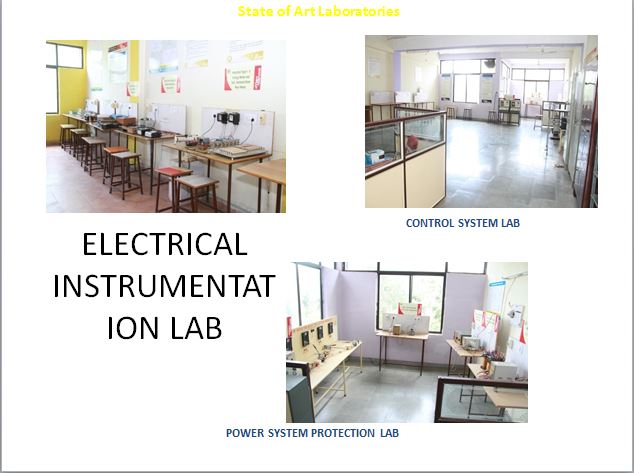 State of Art Laboratories
CONTROL SYSTEM LAB
ELECTRICAL
INSTRUMENTAT
ION LAB
POWER SYSTEM PROTECTION LAB